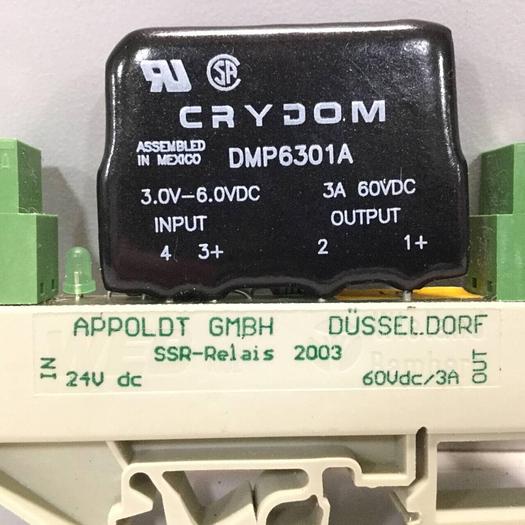 CRYDOM
ASSEMBLED
IN MEXICO
DMP6301A
3.0V-6.0VDC 3A 60VDC
INPUT OUTPUT
4 3+ 2 1+
APPOLDT GMBH DÜSSELDORF
SSR-Relais 2003
IN 24V dc 60Vdc/3A OUT